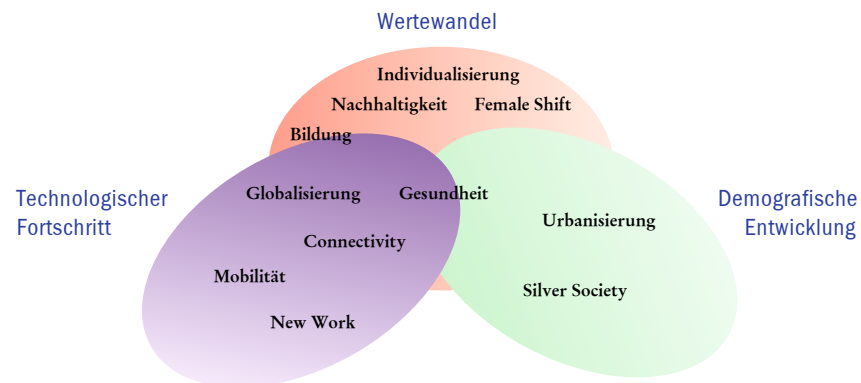 Wertewandel
Individualisierung
Nachhaltigkeit Female Shift
Bildung
Technologischer
Fortschritt
Globalisierung Gesundheit
Demografische
Entwicklung
Urbanisierung
Connectivity
Mobilität
Silver Society
New Work